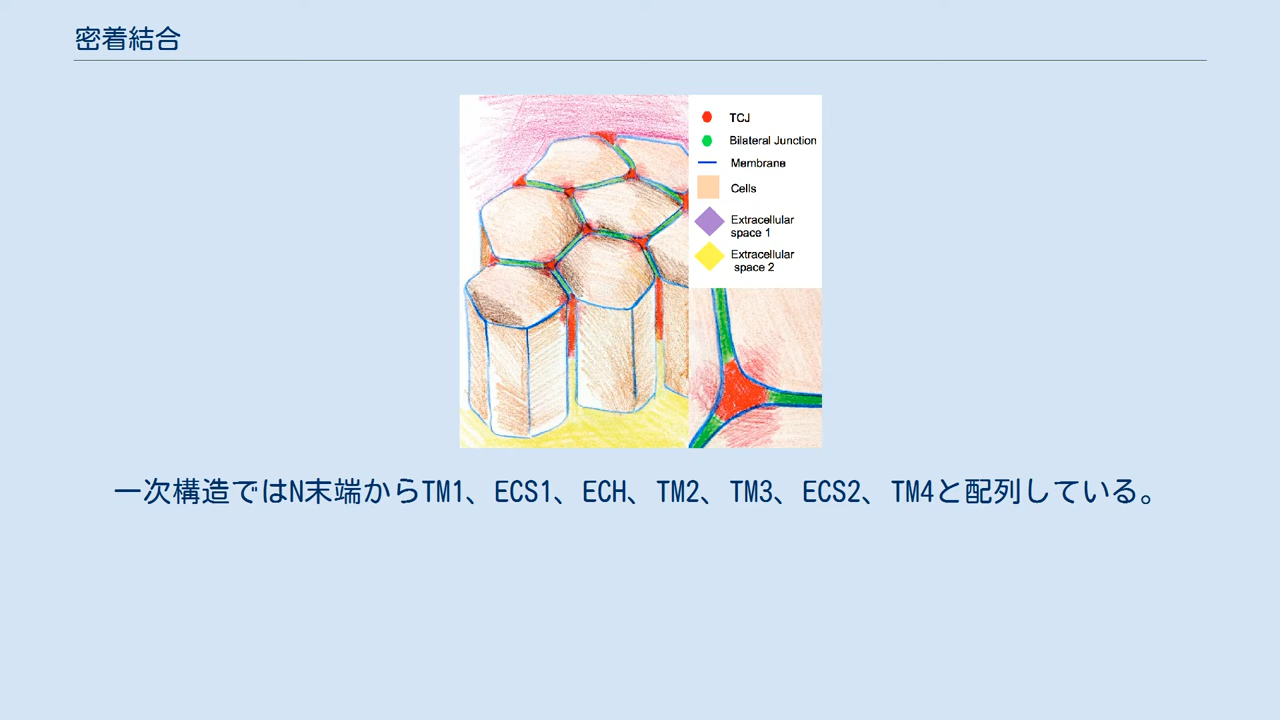 密着結合
TCJ
Bilateral Junction
Membrane
Cells
Extracellular
space 1
Extracellular
space 2
一次構造ではN末端からTM1、ECS1、ECH、TM2、TM3、ECS2、TM4と配列している。